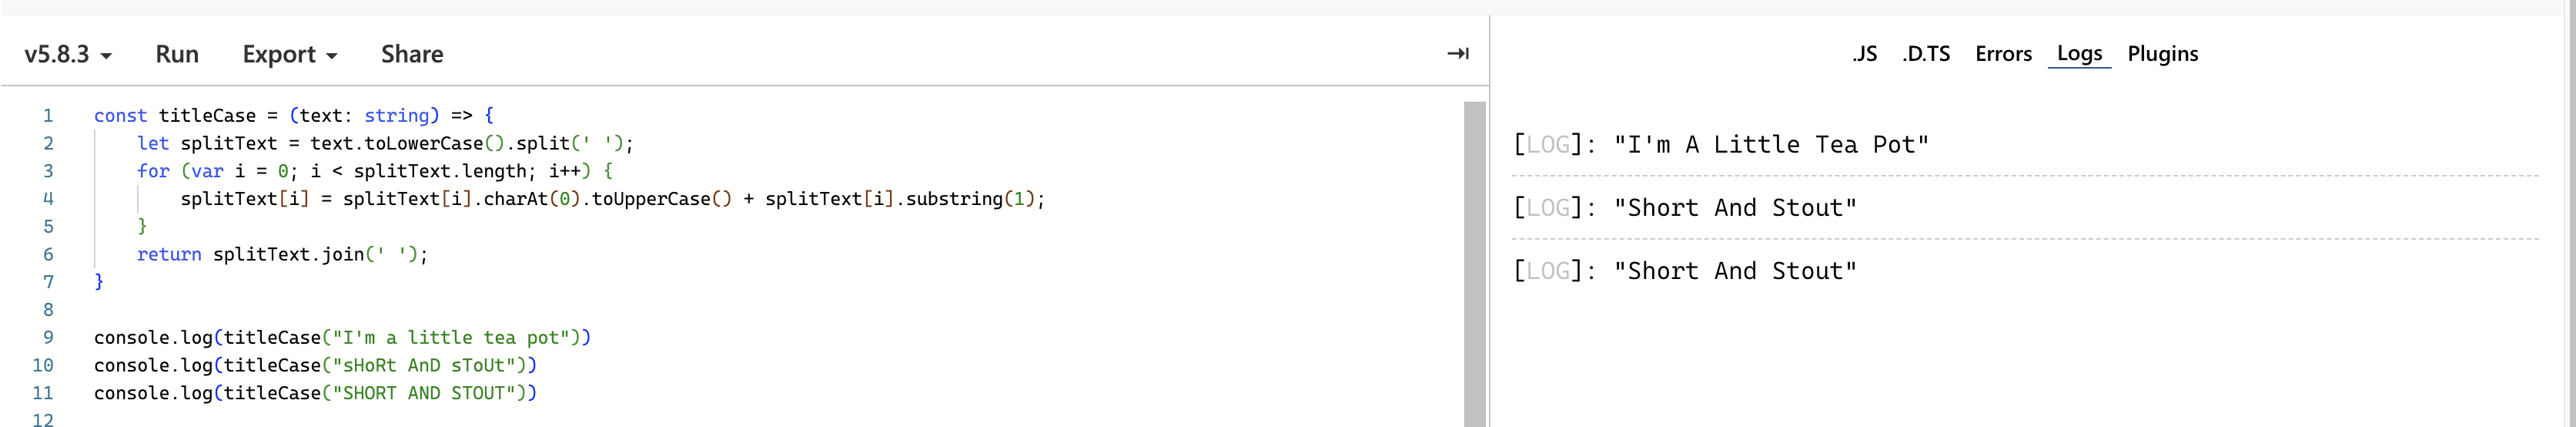 v5.8.3 Run Export Share
.JS .D.TS Errors Logs Plugins
1 const titleCase = (text: string) => {
2     let splitText = text.toLowerCase().split(' ');
3     for (var i = 0; i < splitText.length; i++) {
4         splitText[i] = splitText[i].charAt(0).toUpperCase() + splitText[i].substring(1);
5     }
6     return splitText.join(' ');
7 }
8
9 console.log(titleCase("I'm a little tea pot"))
10 console.log(titleCase("sHoRt AnD sToUt"))
11 console.log(titleCase("SHORT AND STOUT"))
12
[LOG]: "I'm A Little Tea Pot"
[LOG]: "Short And Stout"
[LOG]: "Short And Stout"